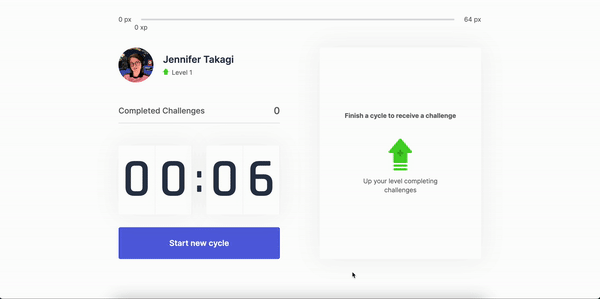 0 px
64 px
0 xp
Jennifer Takagi
Level 1
Completed Challenges
0
00:06
Start new cycle
Finish a cycle to receive a challenge
Up your level completing
challenges